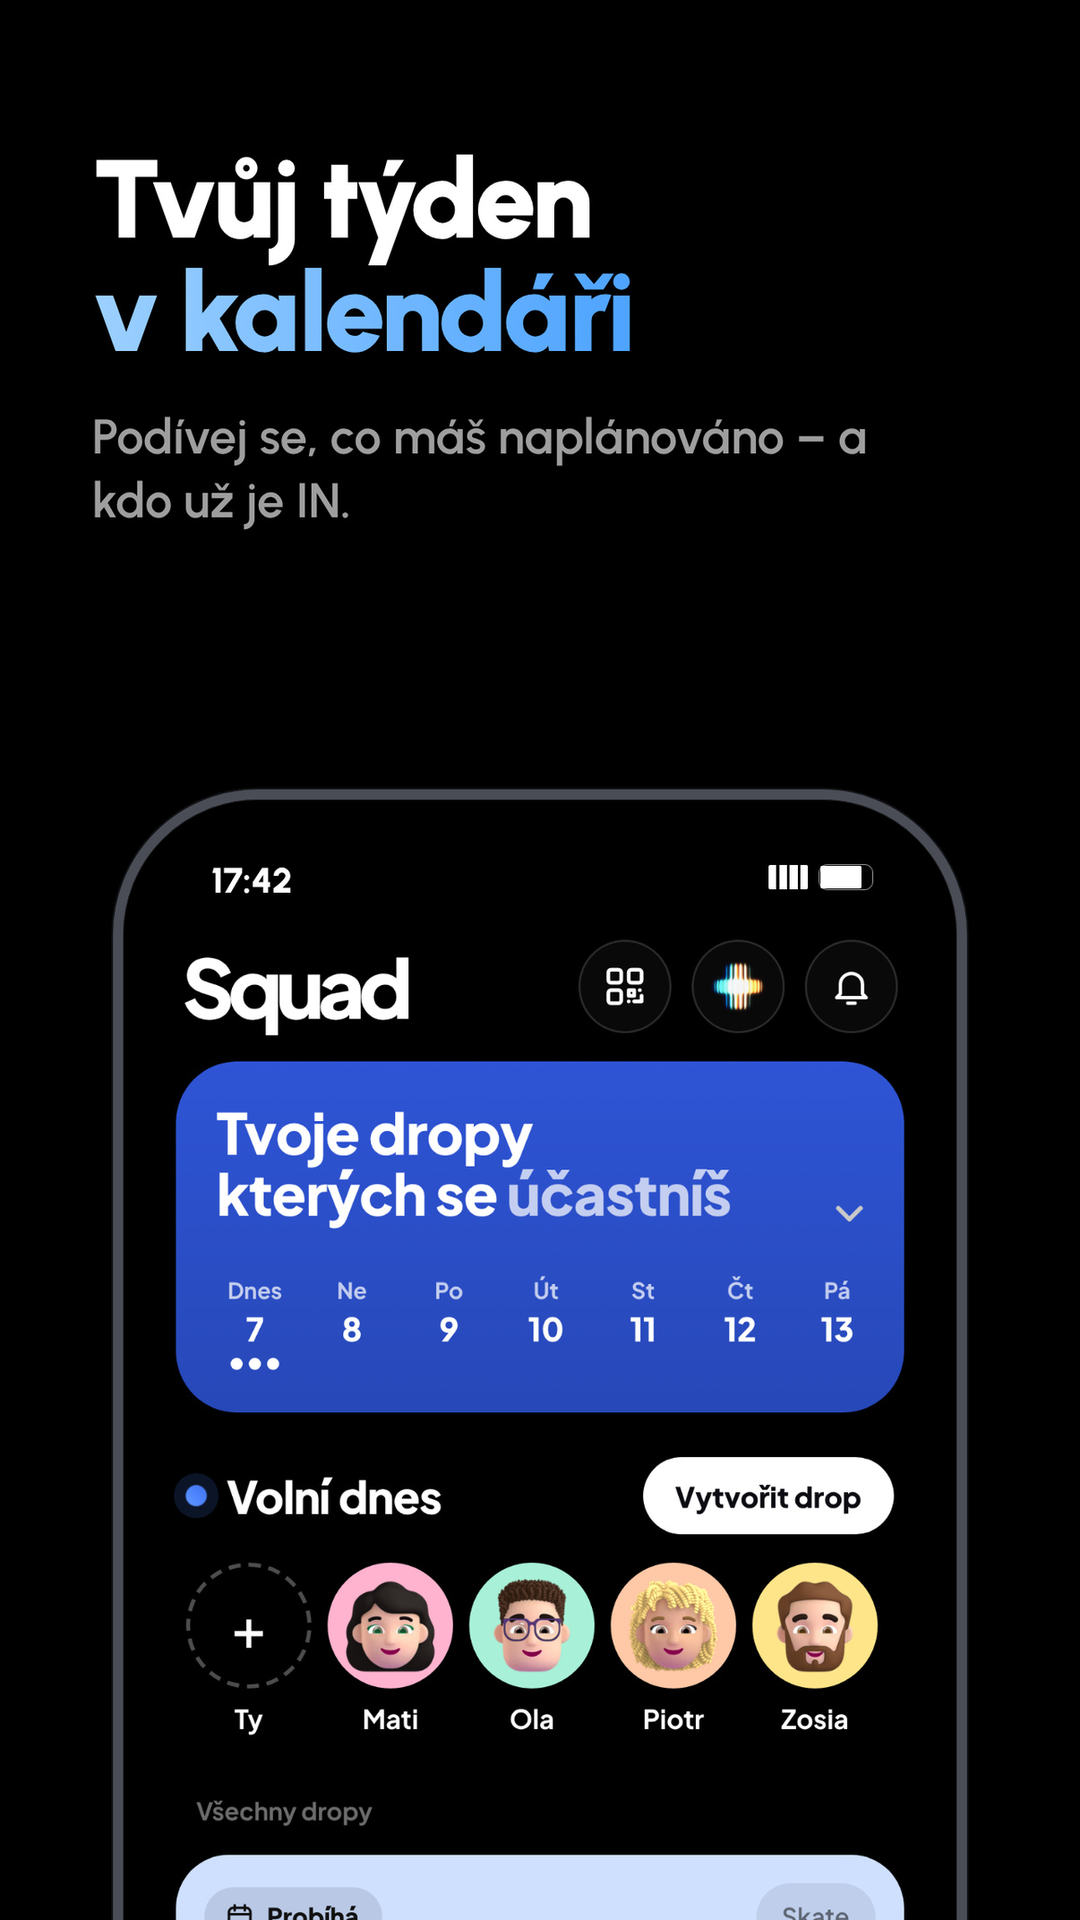 Tvůj týden
v kalendáři
Podívej se, co máš naplánováno – a
kdo už je IN.
17:42
Squad
Tvoje dropy
kterých se účastníš
Dnes Ne Po Út St Čt Pá
7 8 9 10 11 12 13
Volní dnes
Vytvořit drop
Ty Mati Ola Piotr Zosia
Všechny dropy
Probíhá Skate